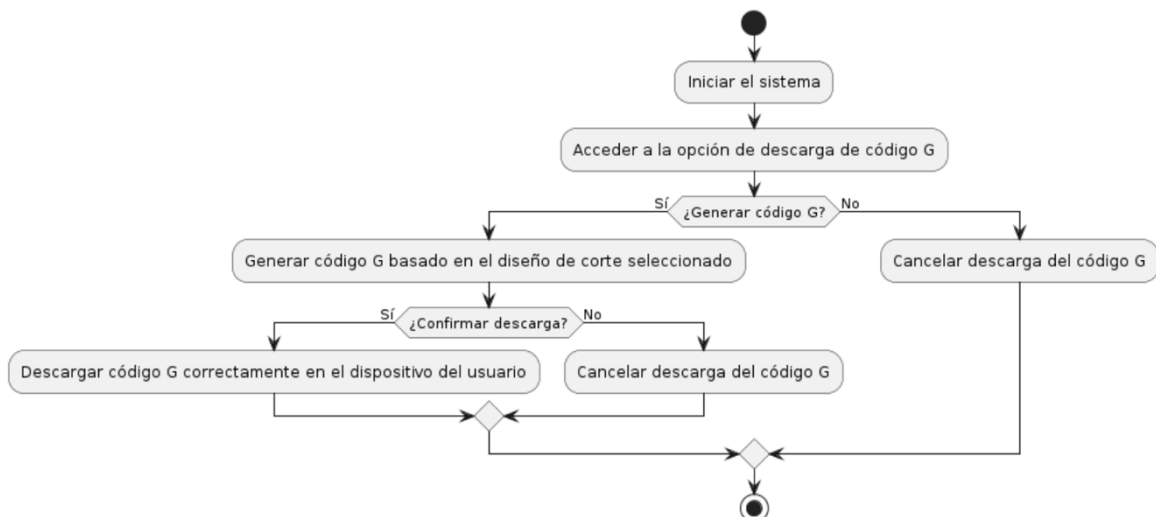 Iniciar el sistema
Acceder a la opción de descarga de código G
Sí
¿Generar código G?
No
Generar código G basado en el diseño de corte seleccionado
Cancelar descarga del código G
Sí
¿Confirmar descarga?
No
Descargar código G correctamente en el dispositivo del usuario
Cancelar descarga del código G